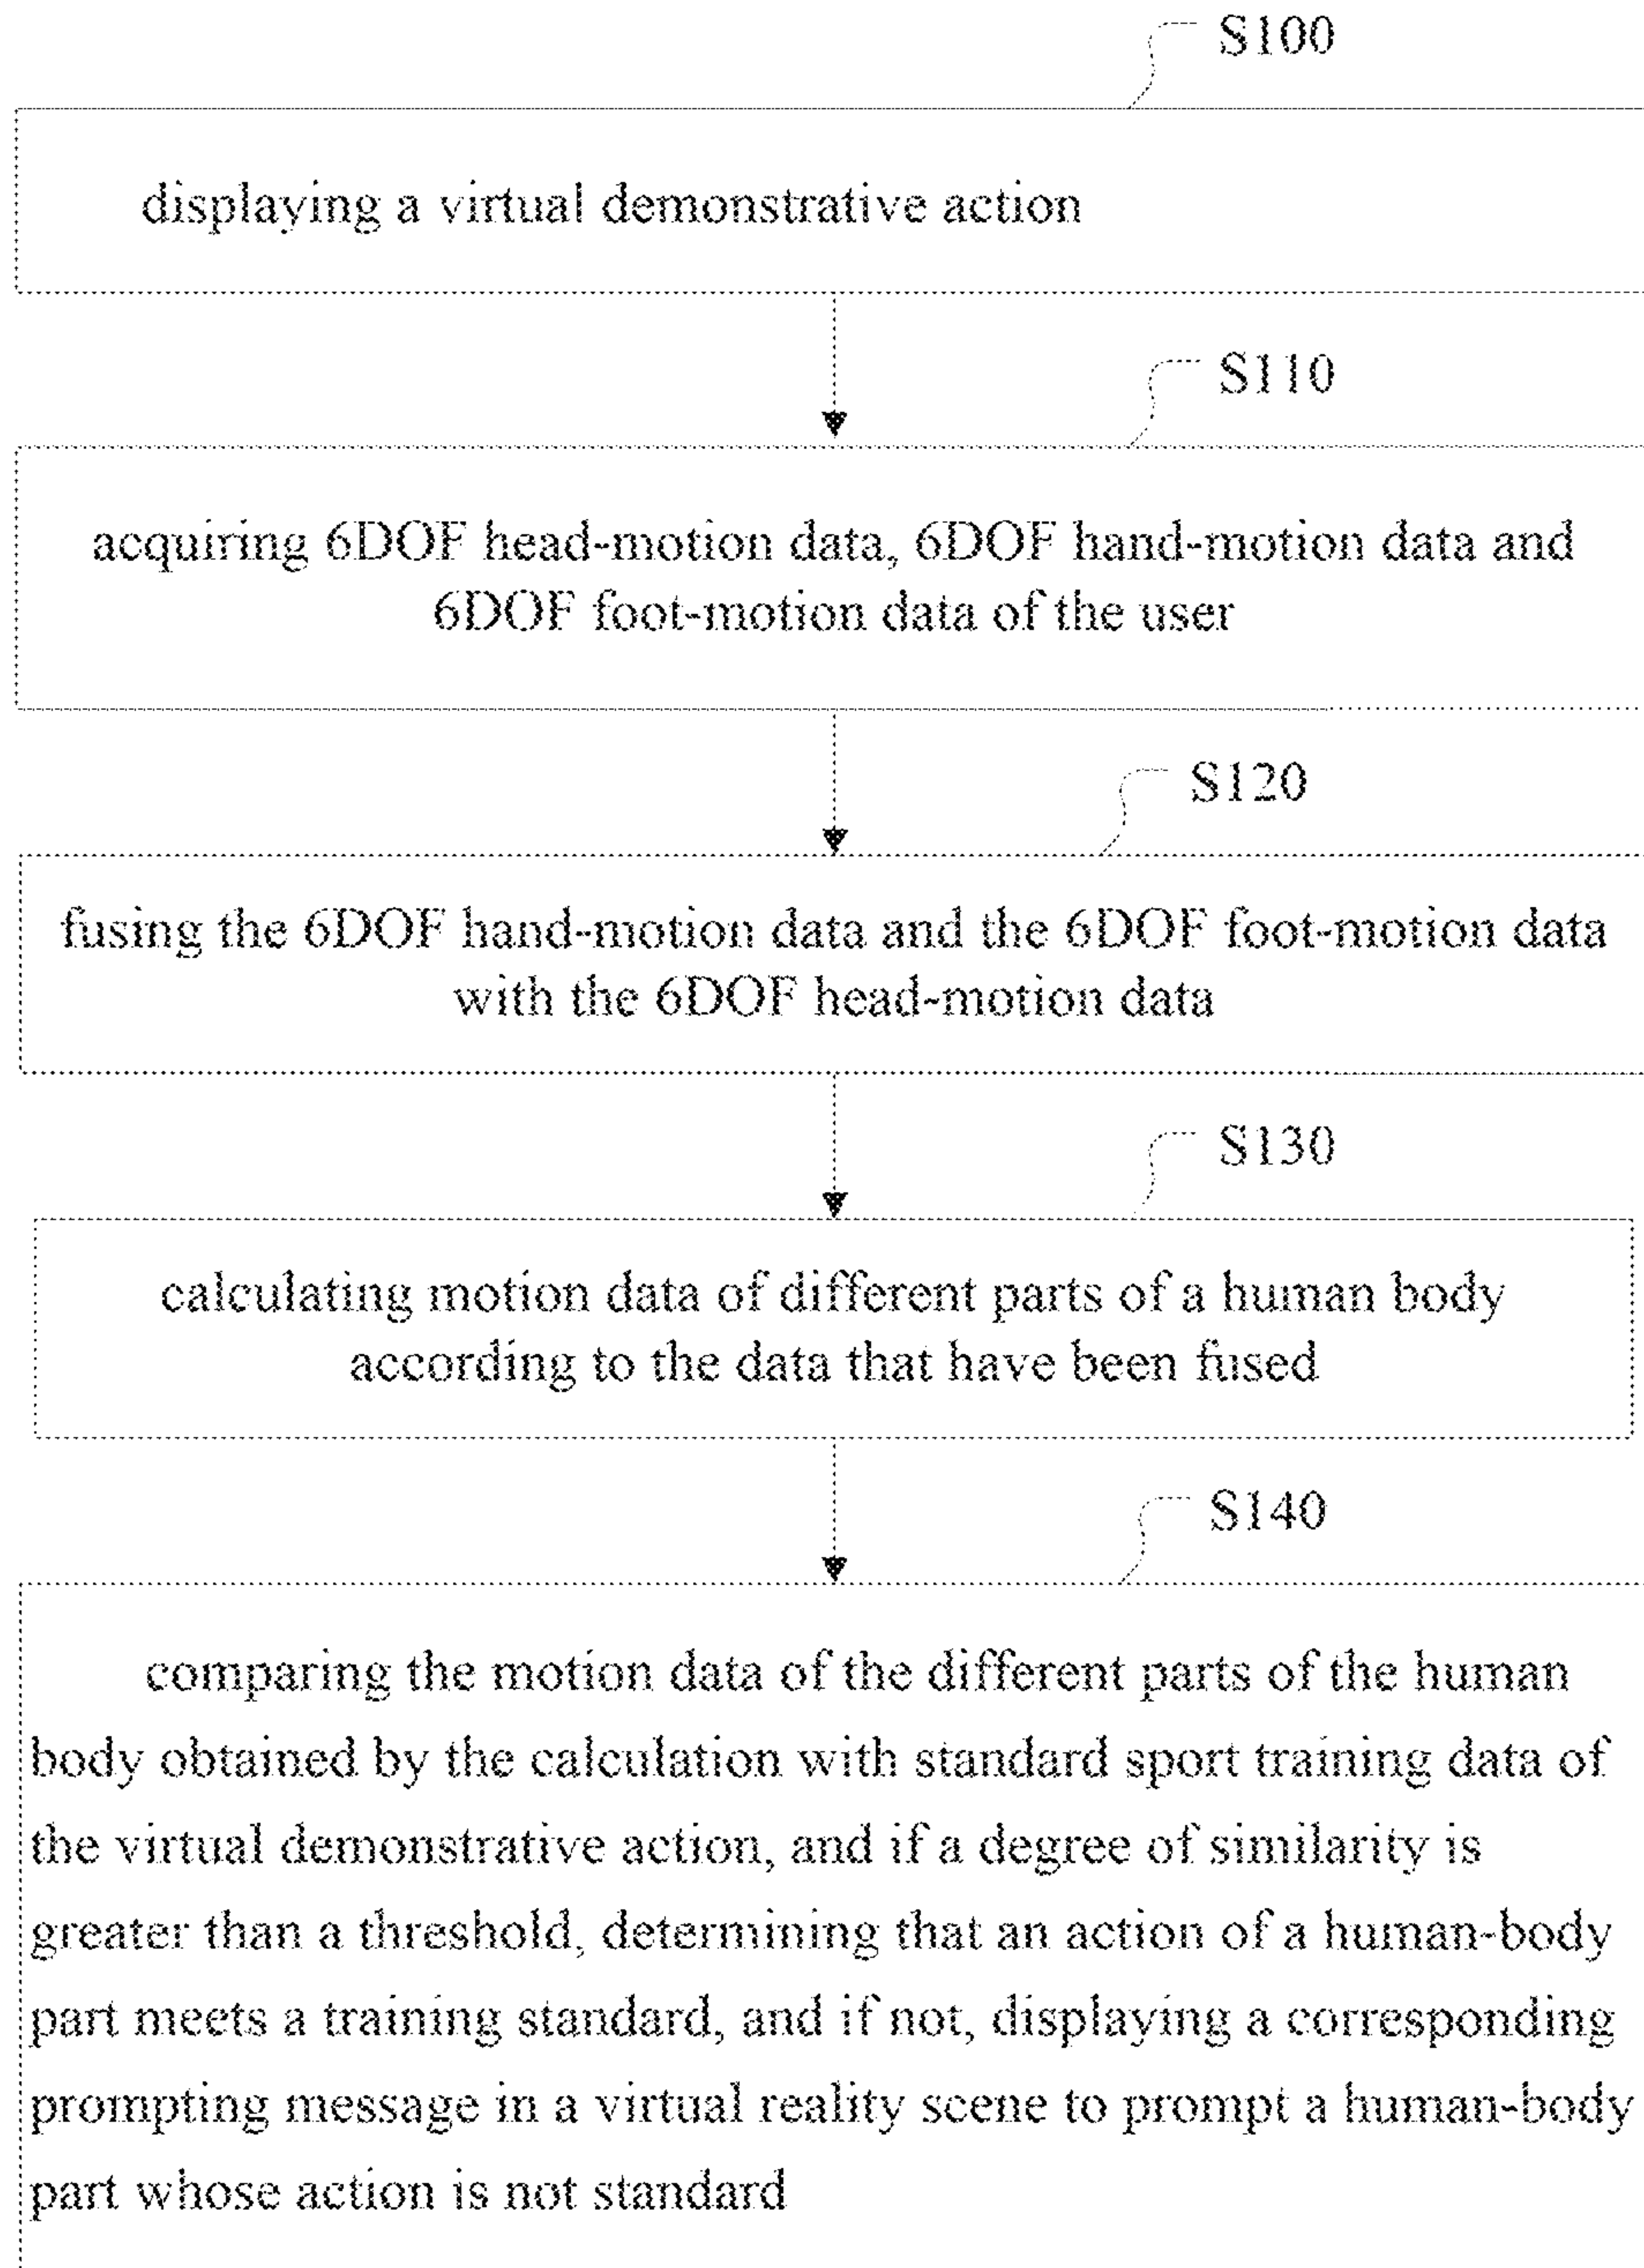 S100
displaying a virtual demonstrative action
S110
acquiring 6DOF head-motion data, 6DOF hand-motion data and
6DOF foot-motion data of the user
S120
fusing the 6DOF hand-motion data and the 6DOF foot-motion data
with the 6DOF head-motion data
S130
calculating motion data of different parts of a human body
according to the data that have been fused
S140
comparing the motion data of the different parts of the human
body obtained by the calculation with standard sport training data of
the virtual demonstrative action, and if a degree of similarity is
greater than a threshold, determining that an action of a human-body
part meets a training standard, and if not, displaying a corresponding
prompting message in a virtual reality scene to prompt a human-body
part whose action is not standard